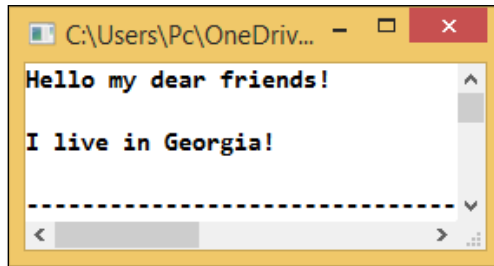 C:\Users\Pc\OneDriv...
Hello my dear friends!
I live in Georgia!
--------------------------------